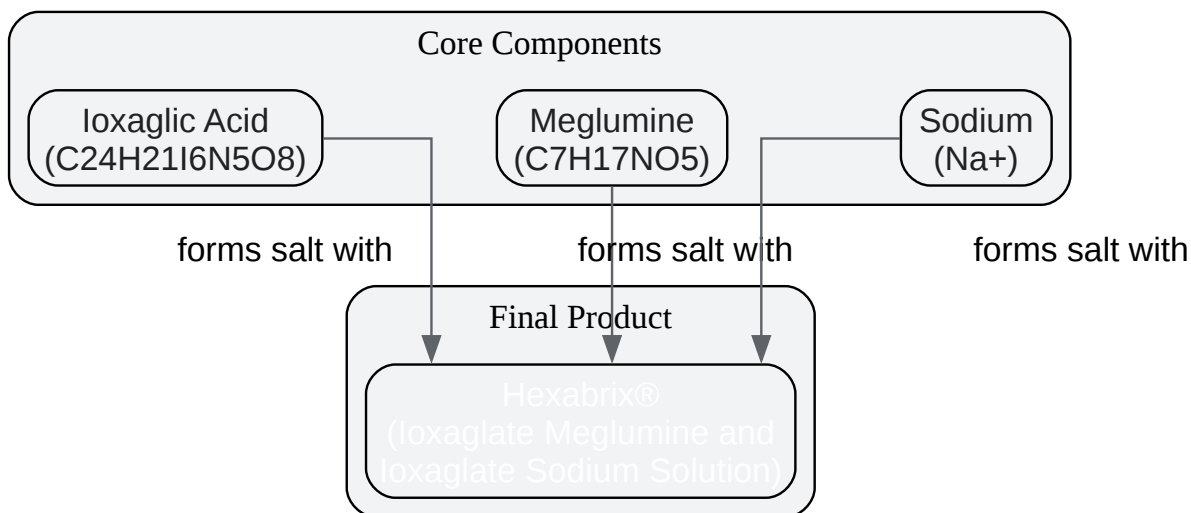 Core Components
Ioxaglic Acid
(C24H21I6N5O8)
Meglumine
(C7H17NO5)
Sodium
(Na+)
forms salt with
forms salt with
forms salt with
Final Product
Hexabrix®
(Ioxaglate Meglumine and
Ioxaglate Sodium Solution)